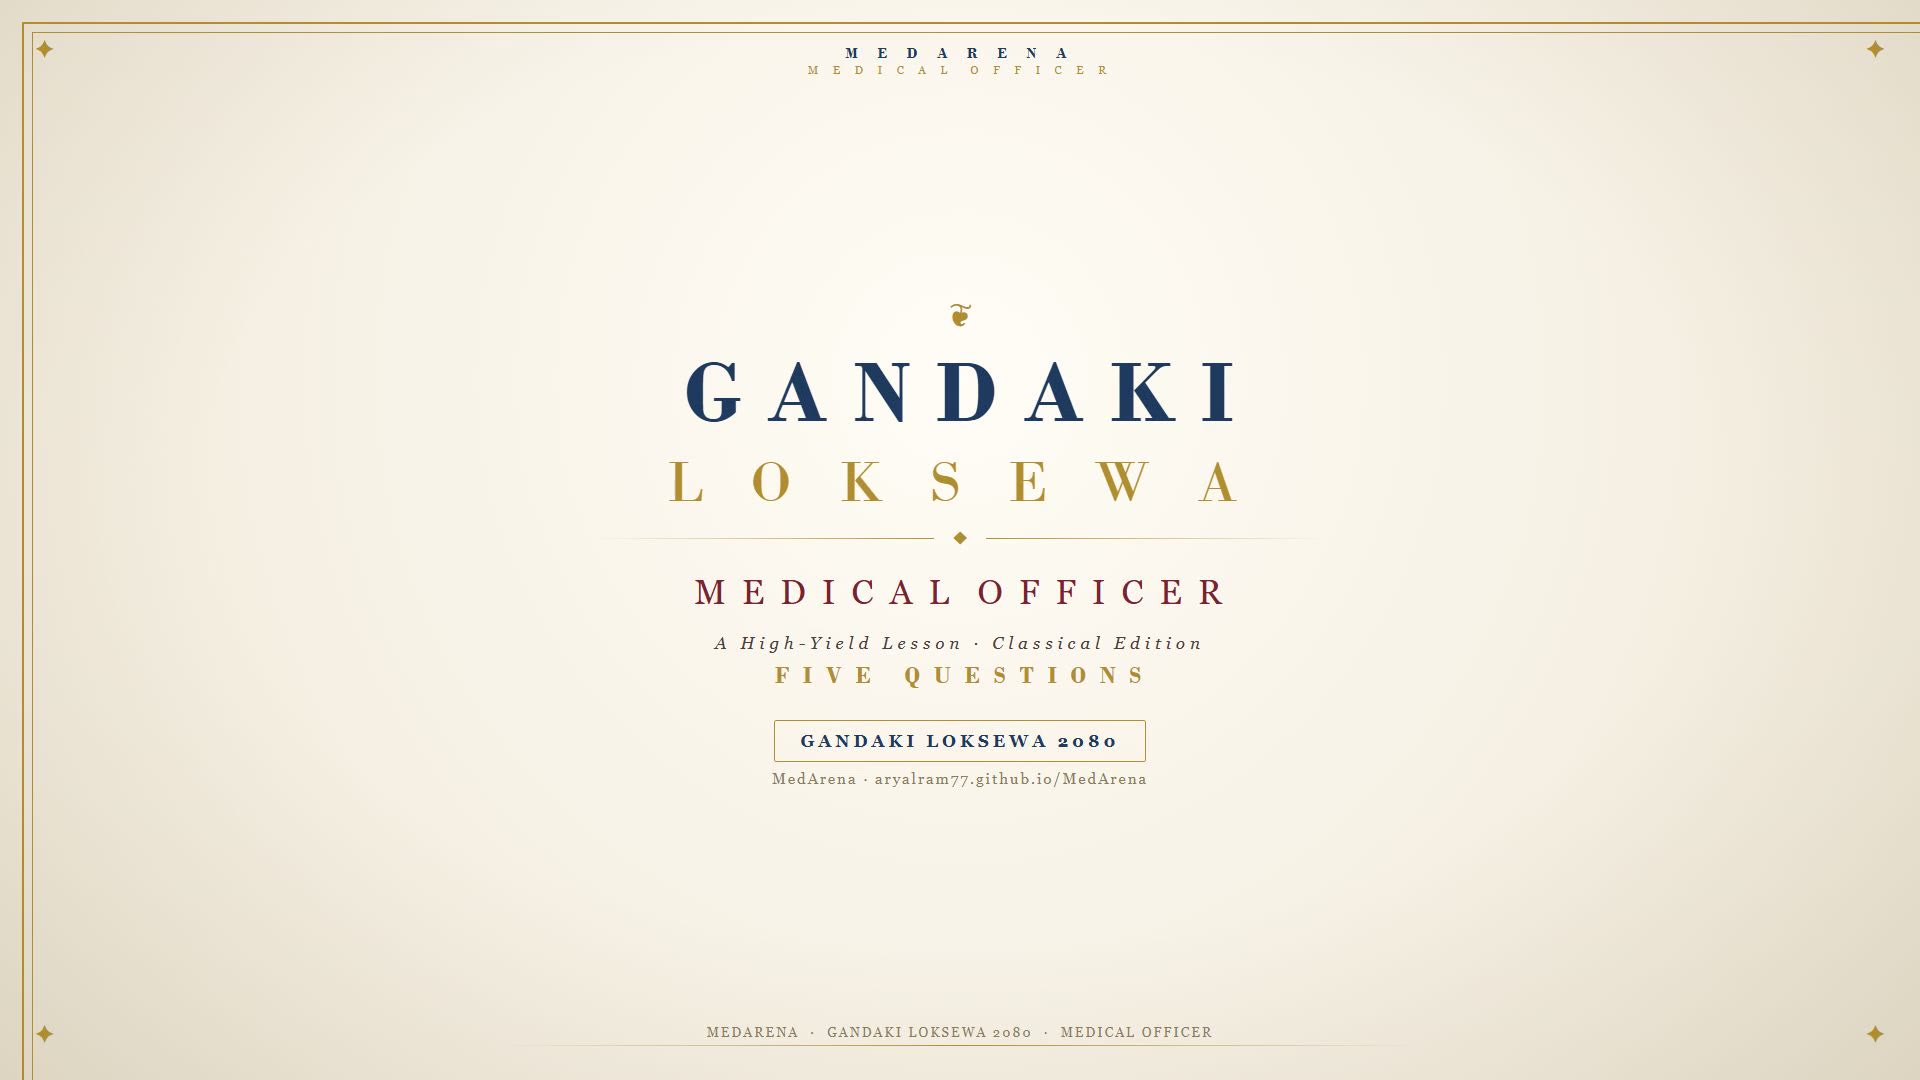 MEDARENA
MEDICAL OFFICER
GANDAKI
LOKSEWA
MEDICAL OFFICER
A High-Yield Lesson · Classical Edition
FIVE QUESTIONS
GANDAKI LOKSEWA 2080
MedArena · aryalram77.github.io/MedArena
MEDARENA · GANDAKI LOKSEWA 2080 · MEDICAL OFFICER